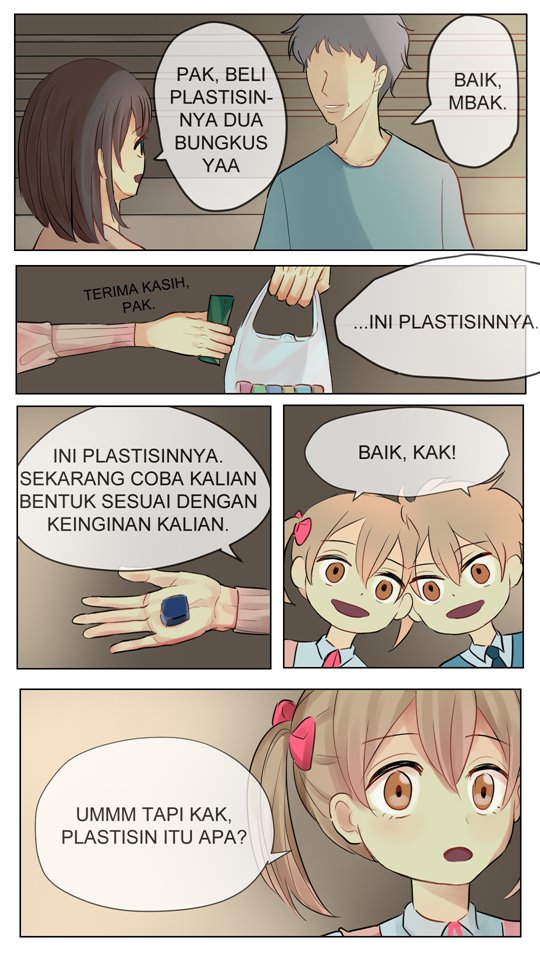 PAK, BELI
PLASTISIN-
NYA DUA
BUNGKUS
YAA
BAIK,
MBAK.
TERIMA KASIH,
PAK.
...INI PLASTISINNYA.
INI PLASTISINNYA.
SEKARANG COBA KALIAN
BENTUK SESUAI DENGAN
KEINGINAN KALIAN.
BAIK, KAK!
UMMM TAPI KAK,
PLASTISIN ITU APA?